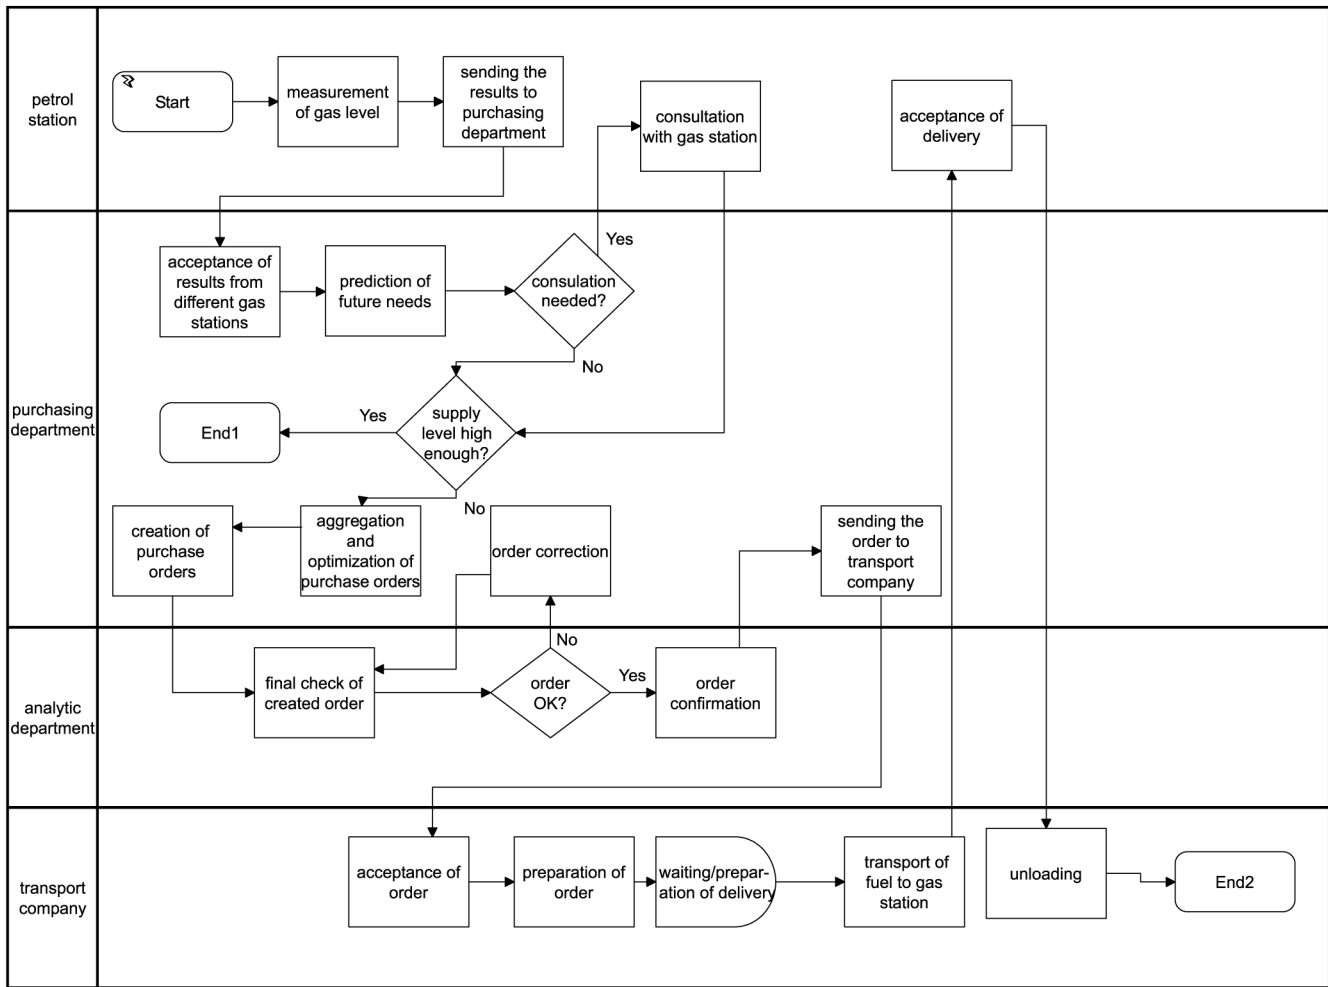 petrol
station
Start
measurement
of gas level
sending the
results to
purchasing
department
consultation
with gas station
acceptance of
delivery
purchasing
department
acceptance of
results from
different gas
stations
prediction of
future needs
consulation
needed?
Yes
No
supply
level high
enough?
Yes
End1
No
aggregation
and
optimization of
purchase orders
creation of
purchase
orders
order correction
sending the
order to
transport
company
analytic
department
final check of
created order
order
OK?
No
Yes
order
confirmation
transport
company
acceptance of
order
preparation of
order
waiting/prepar-
ation of delivery
transport of
fuel to gas
station
unloading
End2